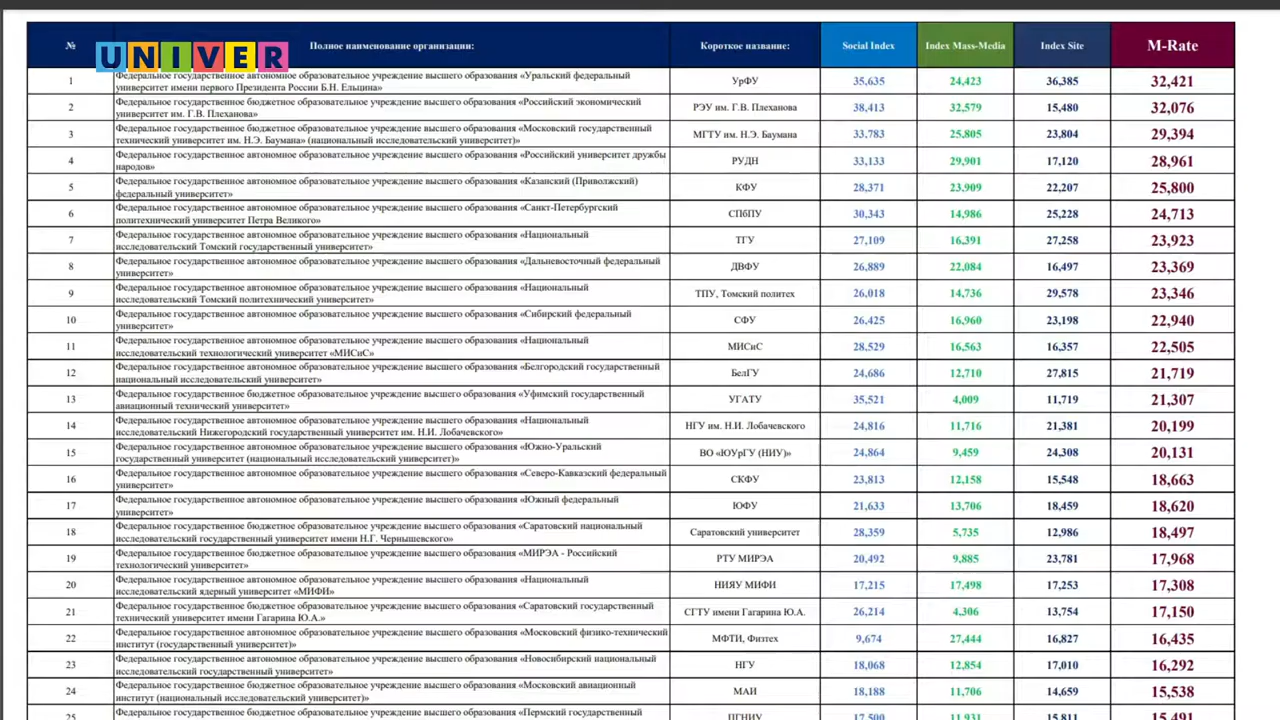 № Полное наименование организации: Короткое название: Social Index Index Mass-Media Index Site M-Rate
UNIVER
1 Федеральное государственное автономное образовательное учреждение высшего образования «Уральский федеральный
университет имени первого Президента России Б.Н. Ельцина» УрФУ 35,635 24,423 36,385 32,421
2 Федеральное государственное бюджетное образовательное учреждение высшего образования «Российский экономический
университет им. Г.В. Плеханова» РЭУ им. Г.В. Плеханова 38,413 32,579 15,480 32,076
3 Федеральное государственное бюджетное образовательное учреждение высшего образования «Московский государственный
технический университет им. Н.Э. Баумана» (национальный исследовательский университет)» МГТУ им. Н.Э. Баумана 33,783 25,805 23,804 29,394
4 Федеральное государственное автономное образовательное учреждение высшего образования «Российский университет дружбы
народов» РУДН 33,133 29,901 17,120 28,961
5 Федеральное государственное автономное образовательное учреждение высшего образования «Казанский (Приволжский)
федеральный университет» КФУ 28,371 23,909 22,207 25,800
6 Федеральное государственное автономное образовательное учреждение высшего образования «Санкт-Петербургский
политехнический университет Петра Великого» СПбПУ 30,343 14,986 25,228 24,713
7 Федеральное государственное автономное образовательное учреждение высшего образования «Национальный
исследовательский Томский государственный университет» ТГУ 27,109 16,391 27,258 23,923
8 Федеральное государственное автономное образовательное учреждение высшего образования «Дальневосточный федеральный
университет» ДВФУ 26,889 22,084 16,497 23,369
9 Федеральное государственное автономное образовательное учреждение высшего образования «Национальный
исследовательский Томский политехнический университет» ТПУ, Томский политех 26,018 14,736 29,578 23,346
10 Федеральное государственное автономное образовательное учреждение высшего образования «Сибирский федеральный
университет» СФУ 26,425 16,960 23,198 22,940
11 Федеральное государственное автономное образовательное учреждение высшего образования «Национальный
исследовательский технологический университет «МИСиС» МИСиС 28,529 16,563 16,357 22,505
12 Федеральное государственное автономное образовательное учреждение высшего образования «Белгородский государственный
национальный исследовательский университет» БелГУ 24,686 12,710 27,815 21,719
13 Федеральное государственное бюджетное образовательное учреждение высшего образования «Уфимский государственный
авиационный технический университет» УГАТУ 35,521 4,009 11,719 21,307
14 Федеральное государственное автономное образовательное учреждение высшего образования «Национальный
исследовательский Нижегородский государственный университет им. Н.И. Лобачевского» НГУ им. Н.И. Лобачевского 24,816 11,716 21,381 20,199
15 Федеральное государственное автономное образовательное учреждение высшего образования «Южно-Уральский
государственный университет (национальный исследовательский университет)» ВО «ЮУрГУ (НИУ)» 24,864 9,459 24,308 20,131
16 Федеральное государственное автономное образовательное учреждение высшего образования «Северо-Кавказский федеральный
университет» СКФУ 23,813 12,158 15,548 18,663
17 Федеральное государственное автономное образовательное учреждение высшего образования «Южный федеральный
университет» ЮФУ 21,633 13,706 18,459 18,620
18 Федеральное государственное бюджетное образовательное учреждение высшего образования «Саратовский национальный
исследовательский государственный университет имени Н.Г. Чернышевского» Саратовский университет 28,359 5,735 12,986 18,497
19 Федеральное государственное бюджетное образовательное учреждение высшего образования «МИРЭА - Российский
технологический университет» РТУ МИРЭА 20,492 9,885 23,781 17,968
20 Федеральное государственное автономное образовательное учреждение высшего образования «Национальный
исследовательский ядерный университет «МИФИ» НИЯУ МИФИ 17,215 17,498 17,253 17,308
21 Федеральное государственное бюджетное образовательное учреждение высшего образования «Саратовский государственный
технический университет имени Гагарина Ю.А.» СГТУ имени Гагарина Ю.А. 26,214 4,306 13,754 17,150
22 Федеральное государственное автономное образовательное учреждение высшего образования «Московский физико-технический
институт (государственный университет)» МФТИ, Физтех 9,674 27,444 16,827 16,435
23 Федеральное государственное автономное образовательное учреждение высшего образования «Новосибирский национальный
исследовательский государственный университет» НГУ 18,068 12,854 17,010 16,292
24 Федеральное государственное бюджетное образовательное учреждение высшего образования «Московский авиационный
институт (национальный исследовательский университет)» МАИ 18,188 11,706 14,659 15,538
25 Федеральное государственное автономное образовательное учреждение высшего образования «Пермский государственный
ПГНИУ 17,500 11,931 15,811 15,491